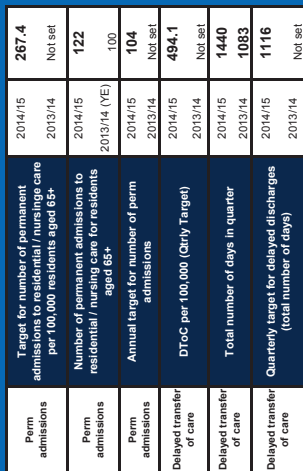 Perm
admissions
Target for number of permanent
admissions to residential / nursinge care
per 100,000 residents aged 65+
2014/15
267.4
2013/14
Not set
Perm
admissions
Number of permanent admissions to
residential / nursing care for residents
aged 65+
2014/15
122
2013/14 (YE)
100
Perm
admissions
Annual target for number of perm
admissions
2014/15
104
2013/14
Not set
Delayed transfer
of care
DToC per 100,000 (Qtrly Target)
2014/15
494.1
2013/14
Not set
Delayed transfer
of care
Total number of days in quarter
2014/15
1440
2013/14
1083
Delayed transfer
of care
Quarterly target for delayed discharges
(total number of days)
2014/15
1116
2013/14
Not set